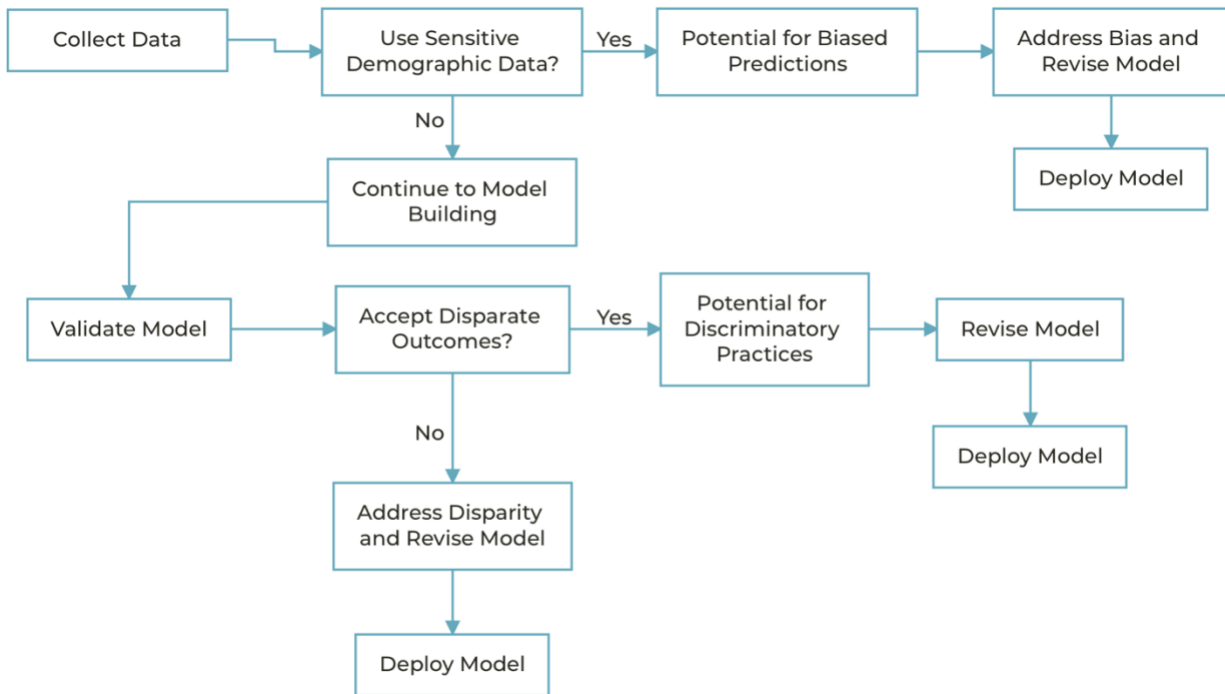 Collect Data
Use Sensitive
Demographic Data?
Yes
Potential for Biased
Predictions
Address Bias and
Revise Model
No
Deploy Model
Continue to Model
Building
Validate Model
Accept Disparate
Outcomes?
Yes
Potential for
Discriminatory
Practices
Revise Model
No
Deploy Model
Address Disparity
and Revise Model
Deploy Model